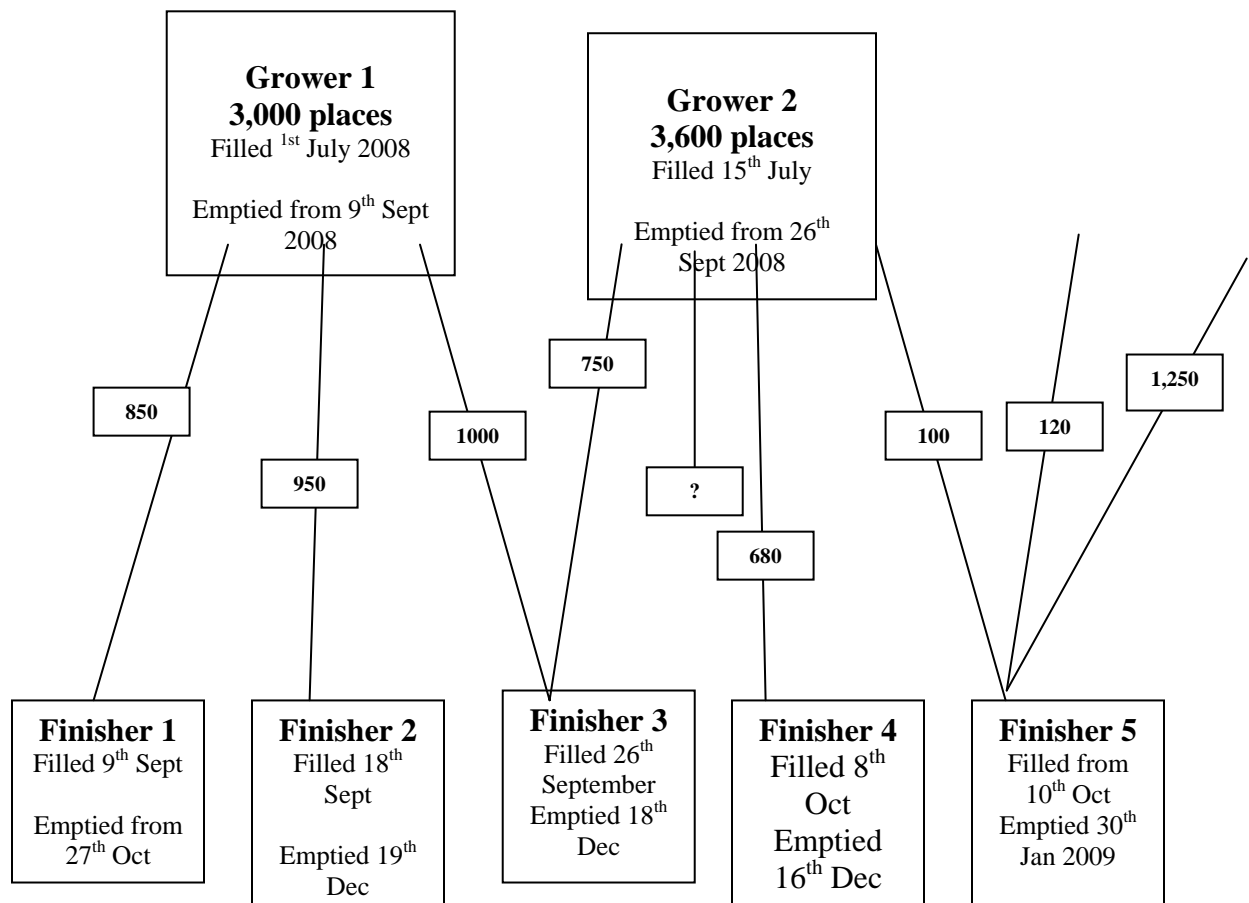 Grower 1
3,000 places
Filled 1st July 2008
Emptied from 9th Sept
2008
Grower 2
3,600 places
Filled 15th July
Emptied from 26th
Sept 2008
850
950
1000
750
?
680
100
120
1,250
Finisher 1
Filled 9th Sept
Emptied from
27th Oct
Finisher 2
Filled 18th
Sept
Emptied 19th
Dec
Finisher 3
Filled 26th
September
Emptied 18th
Dec
Finisher 4
Filled 8th
Oct
Emptied
16th Dec
Finisher 5
Filled from
10th Oct
Emptied 30th
Jan 2009